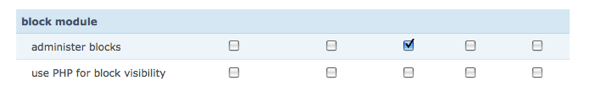 block module
administer blocks
use PHP for block visibility